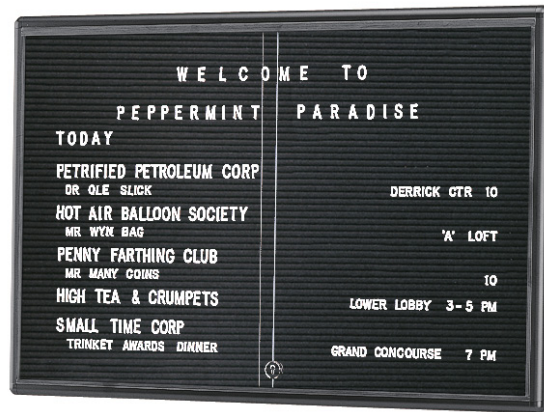 WELCOME TO
PEPPERMINT PARADISE
TODAY
PETRIFIED PETROLEUM CORP
DR OLE SLICK
DERRICK CTR 10
HOT AIR BALLOON SOCIETY
MR WYN BAG
'A' LOFT
PENNY FARTHING CLUB
MR MANY COINS
10
HIGH TEA & CRUMPETS
LOWER LOBBY 3-5 PM
SMALL TIME CORP
TRINKET AWARDS DINNER
GRAND CONCOURSE 7 PM